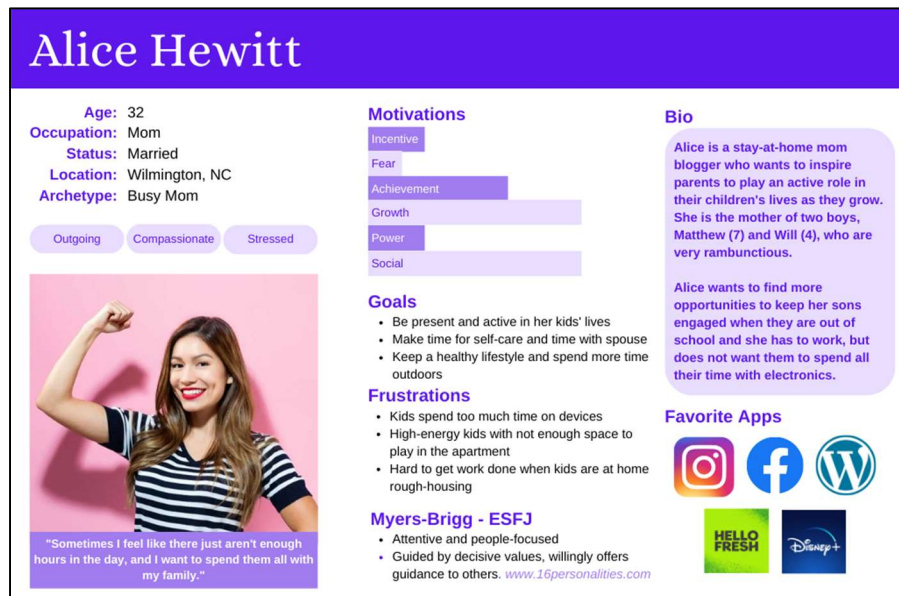 Alice Hewitt
Age: 32
Occupation: Mom
Status: Married
Location: Wilmington, NC
Archetype: Busy Mom
Outgoing
Compassionate
Stressed
"Sometimes I feel like there just aren't enough
hours in the day, and I want to spend them all with
my family."
Motivations
Incentive
Fear
Achievement
Growth
Power
Social
Goals
• Be present and active in her kids' lives
• Make time for self-care and time with spouse
• Keep a healthy lifestyle and spend more time
outdoors
Frustrations
• Kids spend too much time on devices
• High-energy kids with not enough space to
play in the apartment
• Hard to get work done when kids are at home
rough-housing
Myers-Brigg - ESFJ
• Attentive and people-focused
• Guided by decisive values, willingly offers
guidance to others. www.16personalities.com
Bio
Alice is a stay-at-home mom
blogger who wants to inspire
parents to play an active role in
their children's lives as they grow.
She is the mother of two boys,
Matthew (7) and Will (4), who are
very rambunctious.
Alice wants to find more
opportunities to keep her sons
engaged when they are out of
school and she has to work, but
does not want them to spend all
their time with electronics.
Favorite Apps
HELLO
FRESH
Disney+